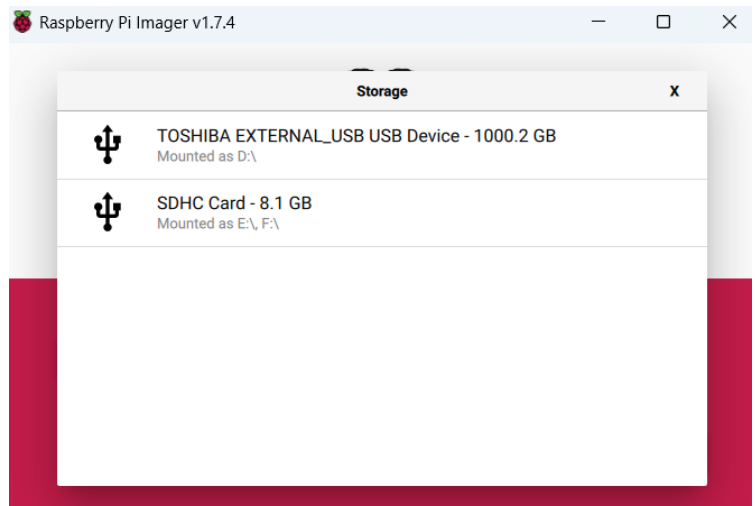 Raspberry Pi Imager v1.7.4
Storage
X
TOSHIBA EXTERNAL_USB USB Device - 1000.2 GB
Mounted as D:\
SDHC Card - 8.1 GB
Mounted as E:\, F:\